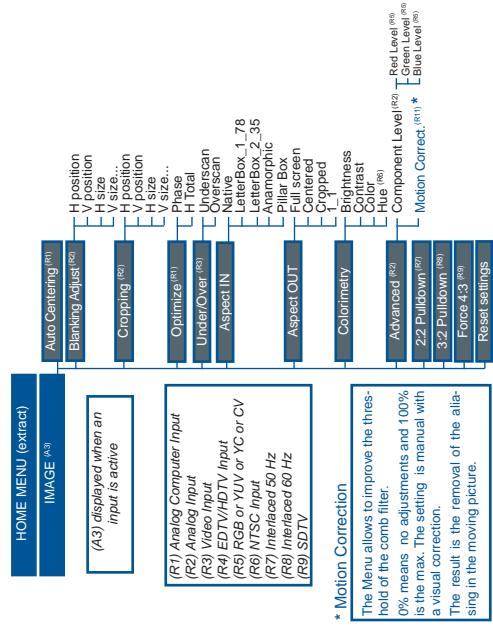 HOME MENU (extract)
IMAGE (A3)
(A3) displayed when an
input is active
(R1) Analog Computer Input
(R2) Analog Input
(R3) Video Input
(R4) EDTV/HDTV Input
(R5) RGB or YUV or YC or CV
(R6) NTSC Input
(R7) Interlaced 50 Hz
(R8) Interlaced 60 Hz
(R9) SDTV
* Motion Correction
The Menu allows to improve the thres-
hold of the comb filter.
0% means no adjustments and 100%
is the max. The setting is manual with
a visual correction.
The result is the removal of the alia-
sing in the moving picture.
Auto Centering (R1)
Blanking Adjust (R2)
H position
V position
H size
V size...
Cropping (R2)
H position
V position
H size
V size...
Optimize (R1)
Phase
H Total
Under/Over (R3)
Underscan
Overscan
Aspect IN
Native
LetterBox_1_78
LetterBox_2_35
Anamorphic
Pillar Box
Aspect OUT
Full screen
Centered
Cropped
1_1
Colorimetry
Brightness
Contrast
Color
Hue (R6)
Advanced (R2)
Component Level (R2)
Red Level (R5)
Green Level (R5)
Blue Level (R5)
Motion Correct. (R11) *
2:2 Pulldown (R7)
3:2 Pulldown (R8)
Force 4:3 (R9)
Reset settings